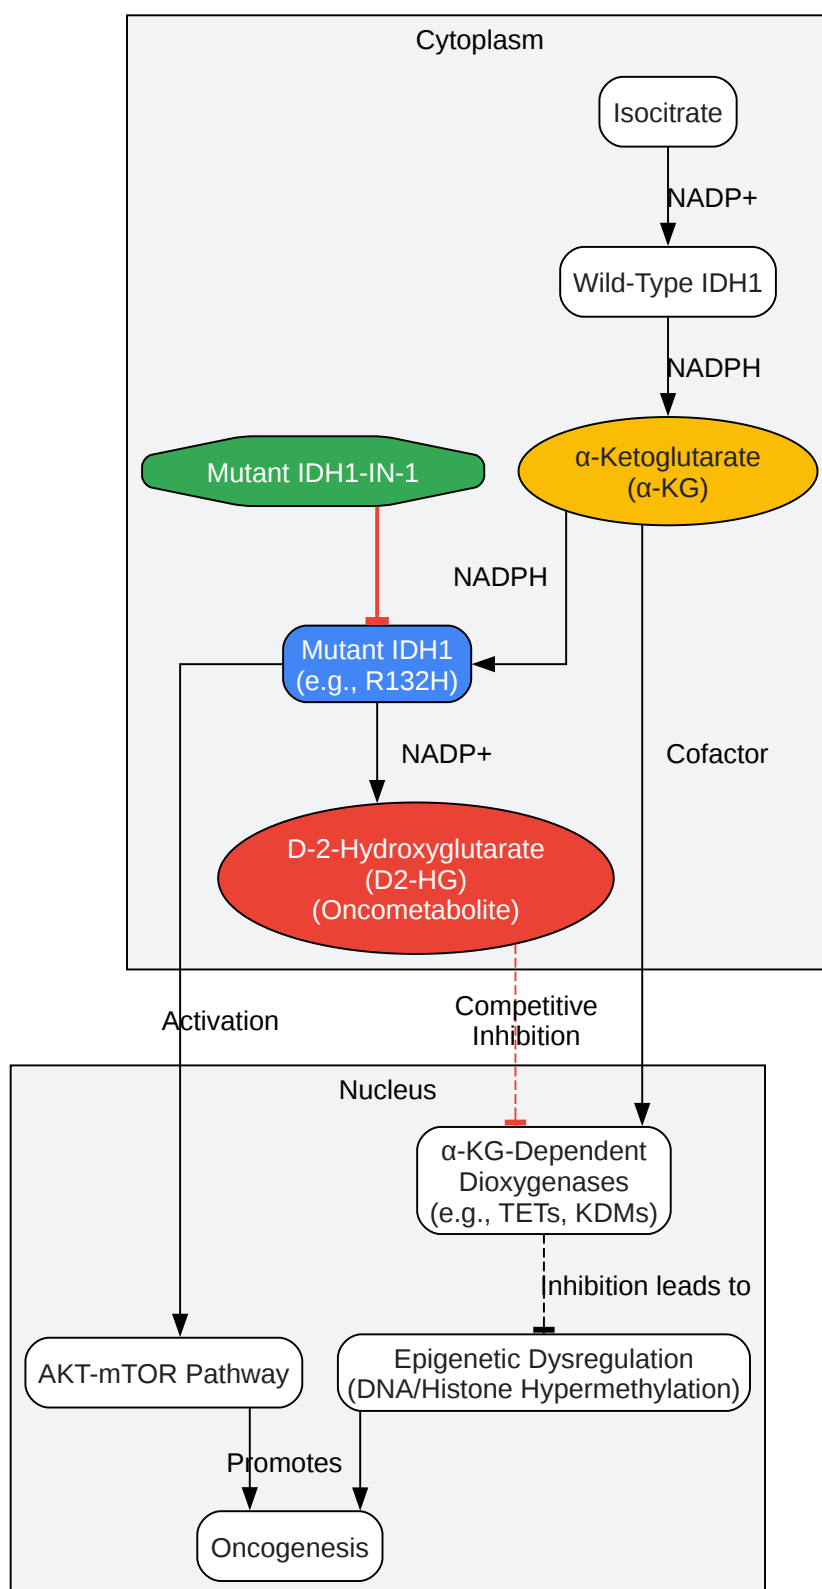 Cytoplasm
Isocitrate
NADP+
Wild-Type IDH1
NADPH
α-Ketoglutarate
(α-KG)
Mutant IDH1-IN-1
NADPH
Mutant IDH1
(e.g., R132H)
NADP+
Cofactor
D-2-Hydroxyglutarate
(D2-HG)
(Oncometabolite)
Activation
Competitive
Inhibition
Nucleus
α-KG-Dependent
Dioxygenases
(e.g., TETs, KDMs)
Inhibition leads to
AKT-mTOR Pathway
Epigenetic Dysregulation
(DNA/Histone Hypermethylation)
Promotes
Oncogenesis